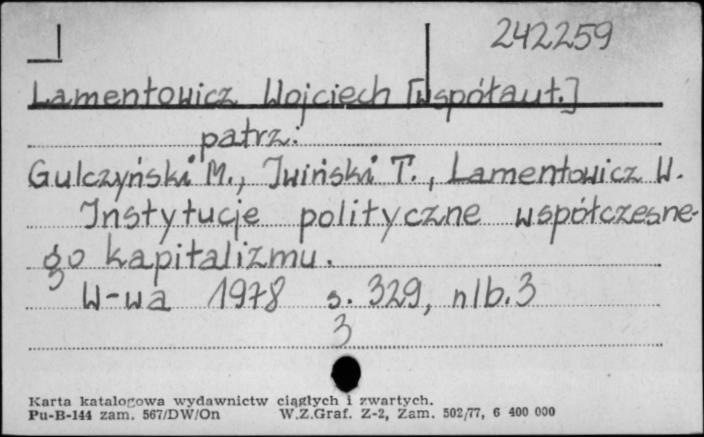 242259
Lamentowicz Wojciech [współaut.]
patrz:
Gulczyński M., Iwiński T., Lamentowicz W.
Instytucje polityczne współczesne-
go kapitalizmu.
W-wa 1978 s. 329, nlb. 3
3
Karta katalogowa wydawnictw ciągłych i zwartych.
Pu-B-144 zam. 567/DW/On W.Z.Graf. Z-2, Zam. 502/77, 6 400 000